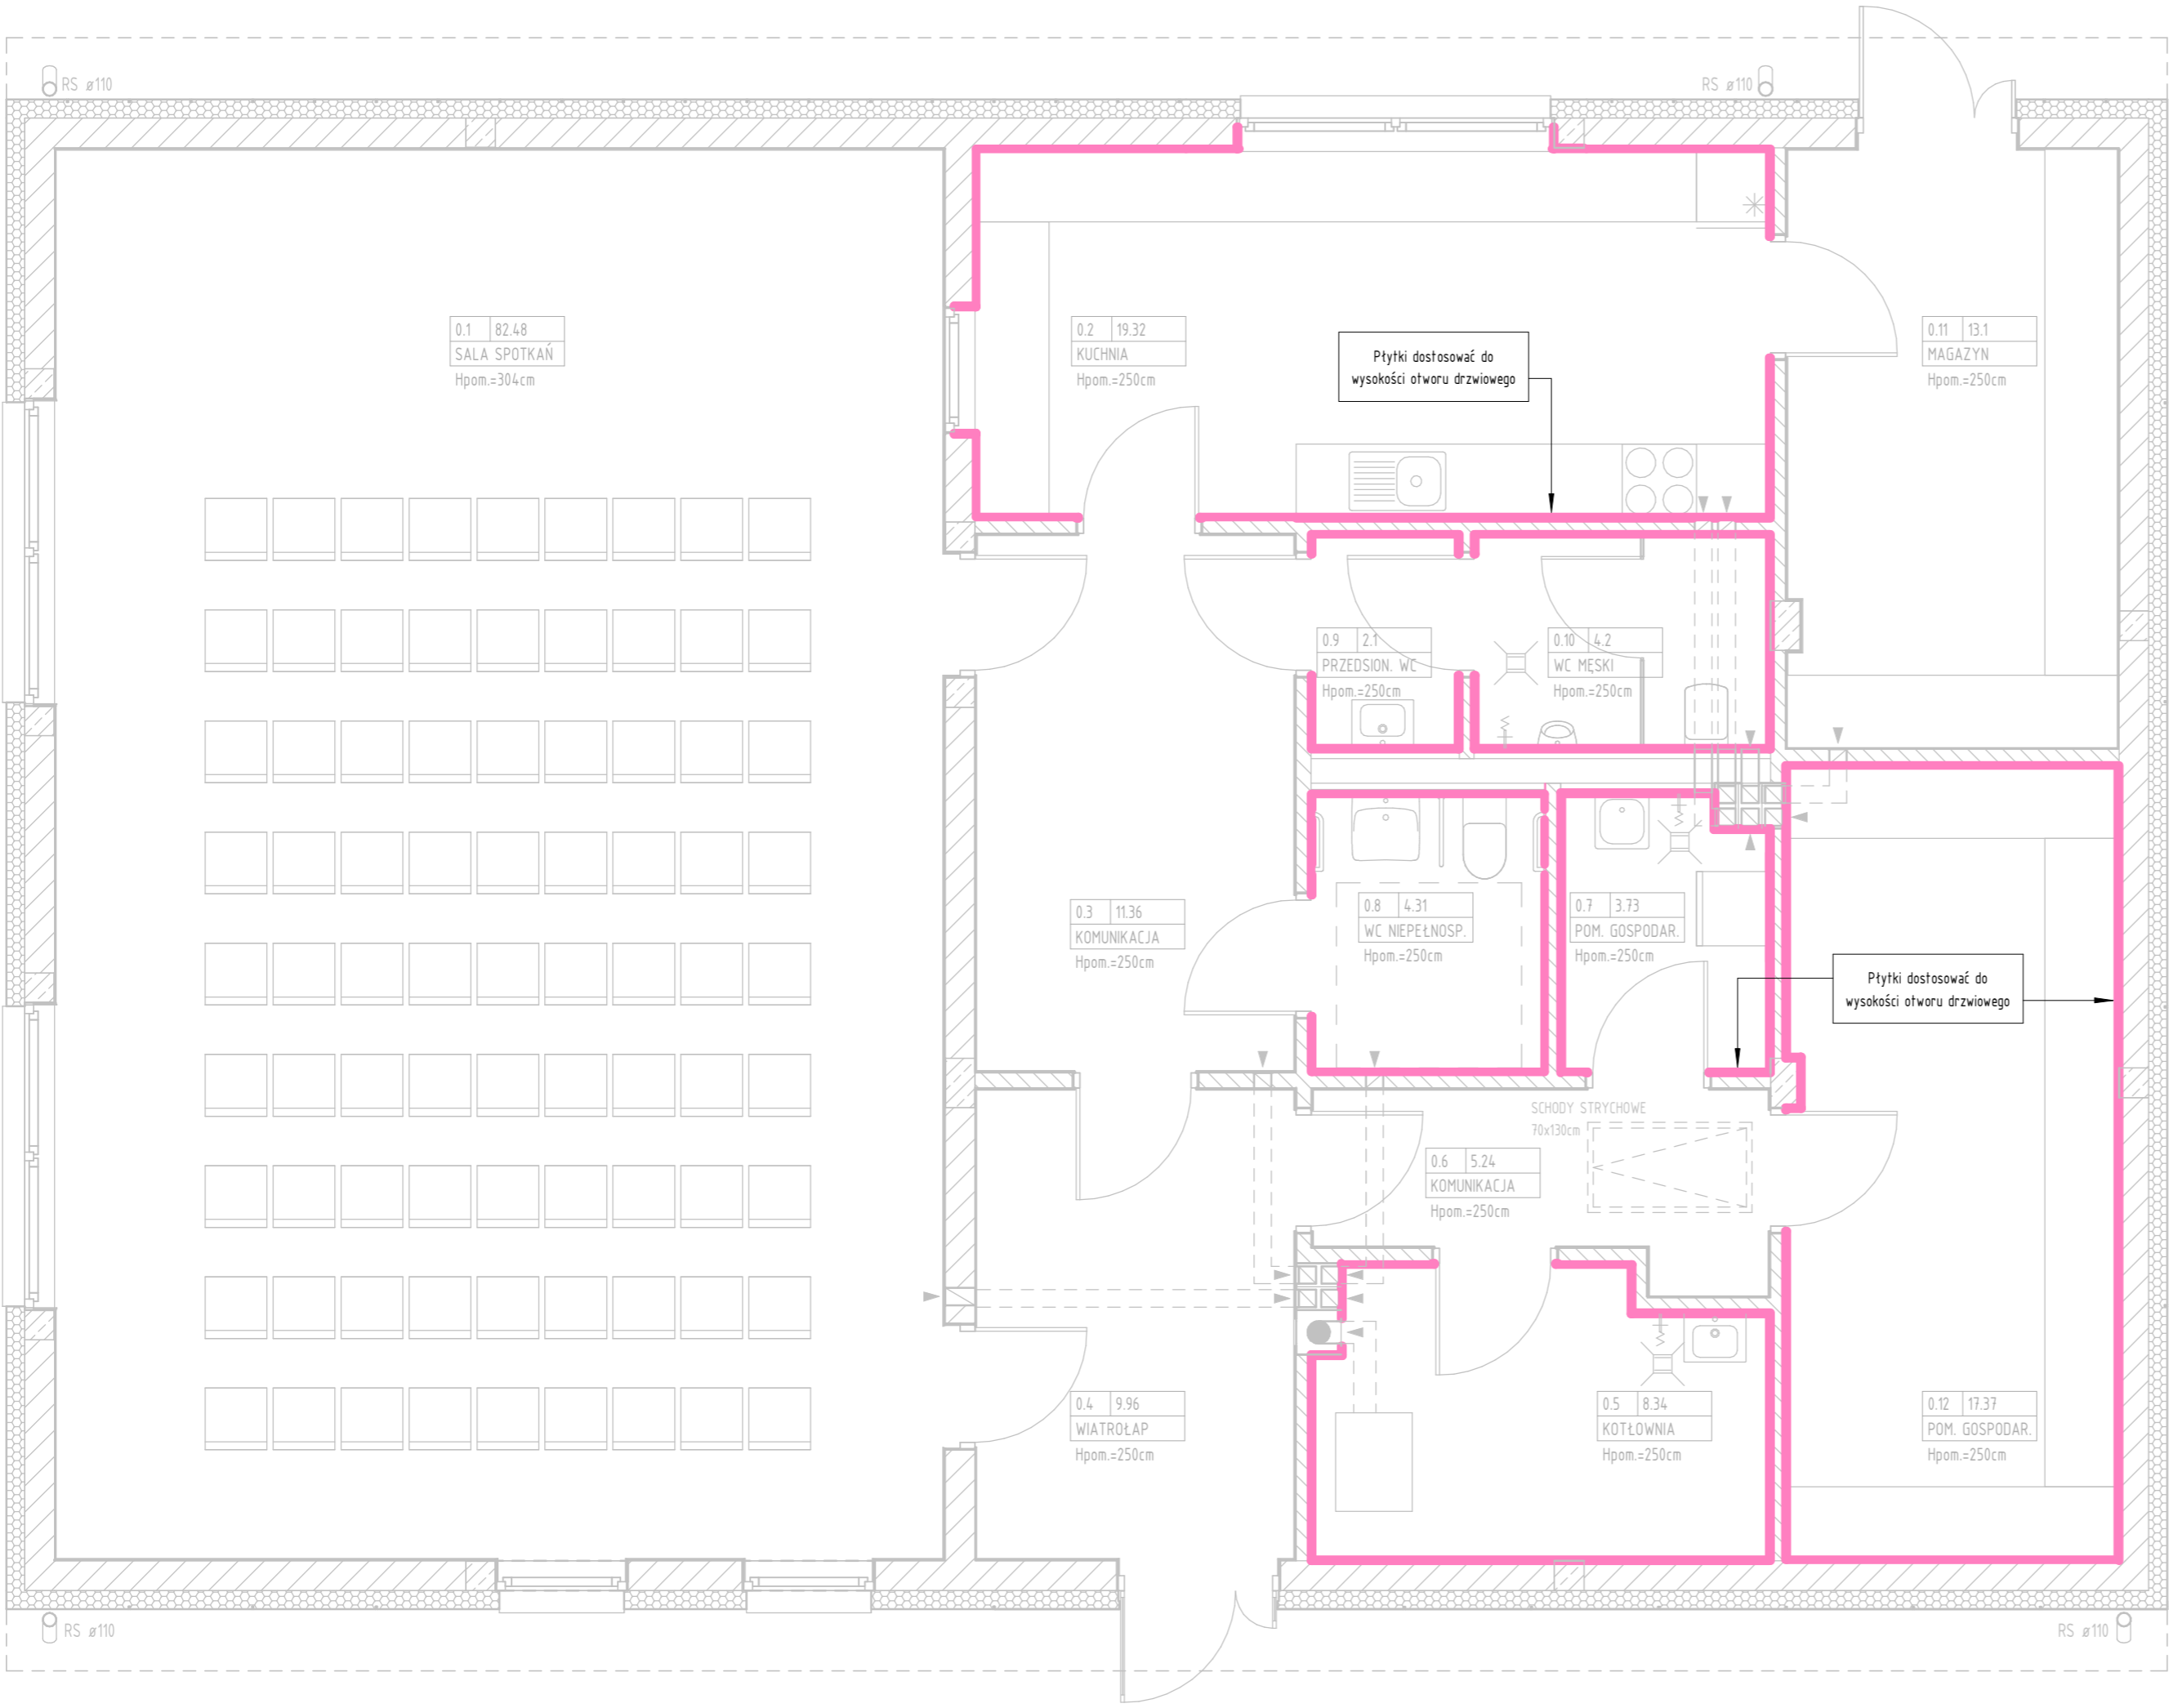 RS ø110
RS ø110
0.1 82.48
SALA SPOTKAŃ
Hpom.=304cm
0.2 19.32
KUCHNIA
Hpom.=250cm
Płytki dostosować do
wysokości otworu drzwiowego
0.11 13.1
MAGAZYN
Hpom.=250cm
0.9 2.1
PRZEDSION. WC
Hpom.=250cm
0.10 4.2
WC MĘSKI
Hpom.=250cm
0.3 11.36
KOMUNIKACJA
Hpom.=250cm
0.8 4.31
WC NIEPEŁNOSP.
Hpom.=250cm
0.7 3.73
POM. GOSPODAR.
Hpom.=250cm
Płytki dostosować do
wysokości otworu drzwiowego
SCHODY STRYCHOWE
70x130cm
0.6 5.24
KOMUNIKACJA
Hpom.=250cm
0.4 9.96
WIATROŁAP
Hpom.=250cm
0.5 8.34
KOTŁOWNIA
Hpom.=250cm
0.12 17.37
POM. GOSPODAR.
Hpom.=250cm
RS ø110
RS ø110